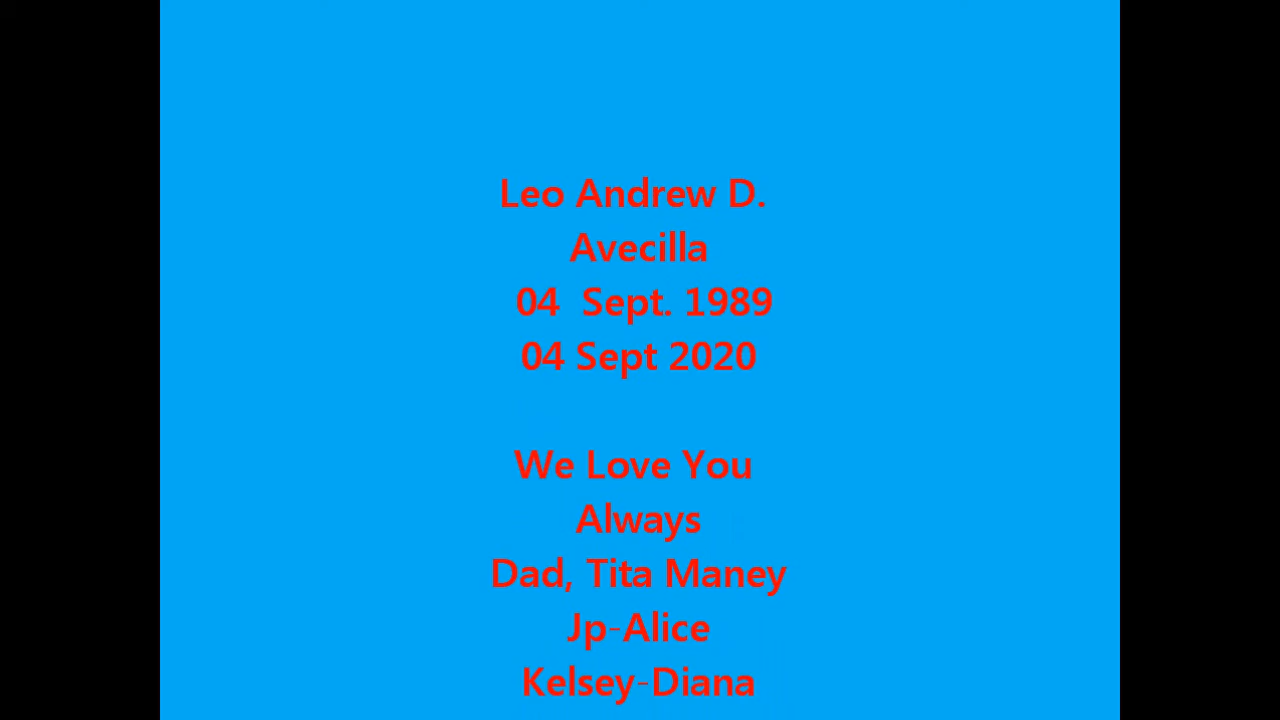 Leo Andrew D.
Avecilla
04  Sept. 1989
04 Sept 2020
We Love You
Always
Dad, Tita Maney
Jp-Alice
Kelsey-Diana